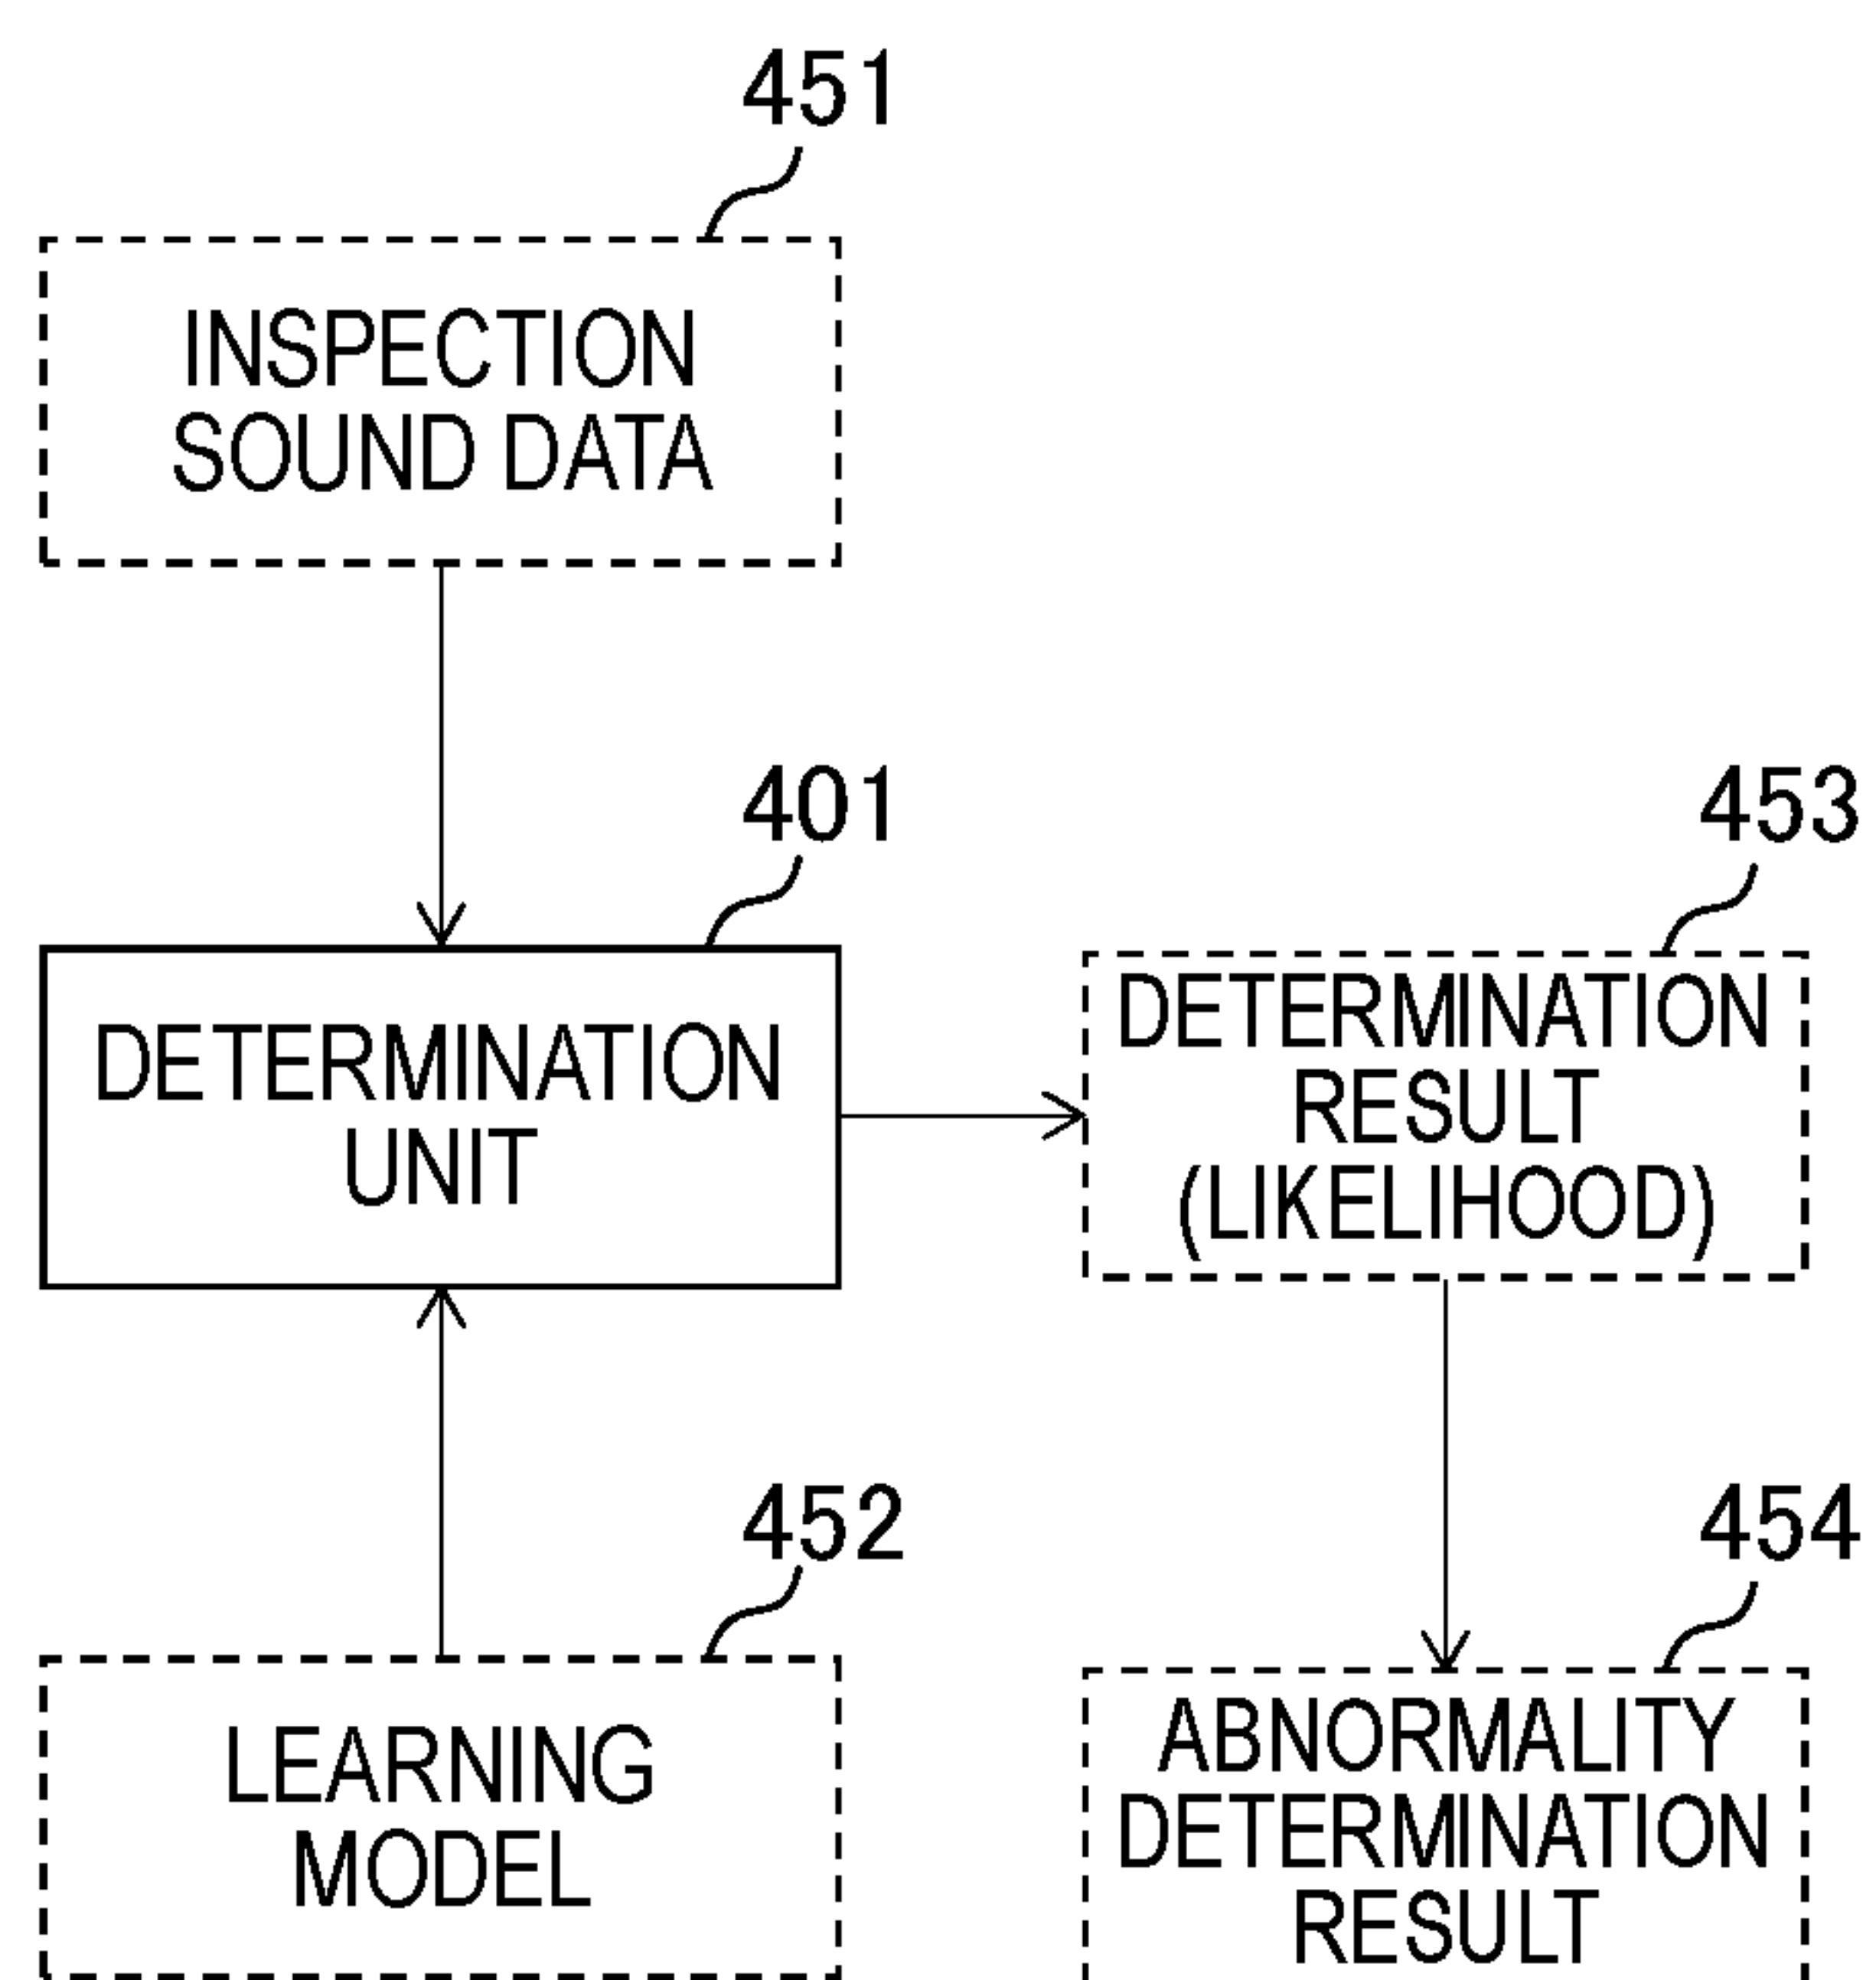 451
INSPECTION
SOUND DATA
401
DETERMINATION
UNIT
453
DETERMINATION
RESULT
(LIKELIHOOD)
452
LEARNING
MODEL
454
ABNORMALITY
DETERMINATION
RESULT